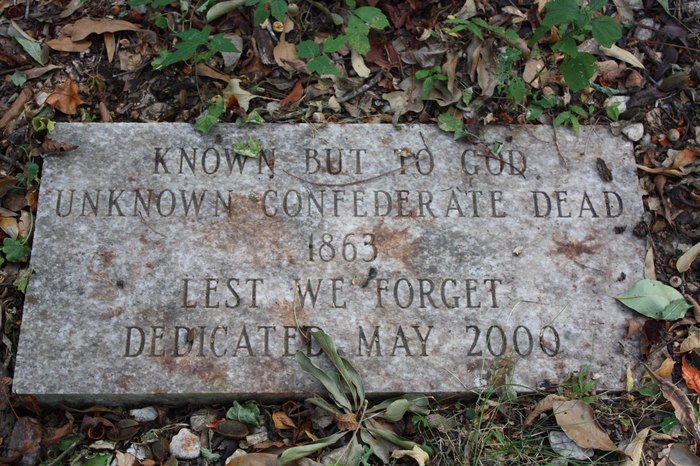 KNOWN BUT TO GOD
UNKNOWN CONFEDERATE DEAD
1863
LEST WE FORGET
DEDICATED MAY 2000